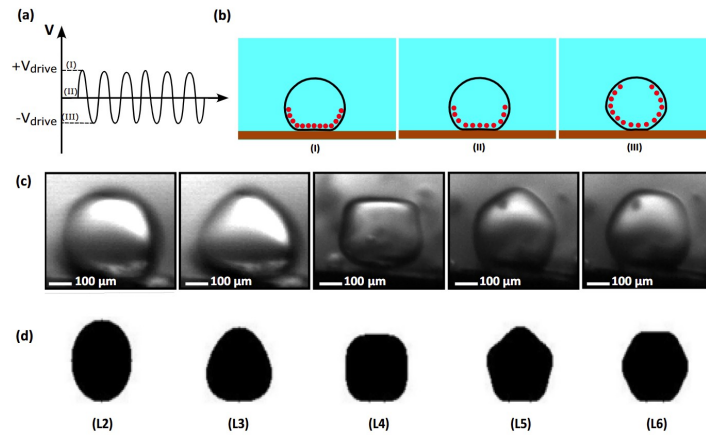 (a)
V
+Vdrive
(I)
(II)
(III)
-Vdrive
(b)
(I)
(II)
(III)
(c)
100 µm
100 µm
100 µm
100 µm
100 µm
(d)
(L2)
(L3)
(L4)
(L5)
(L6)